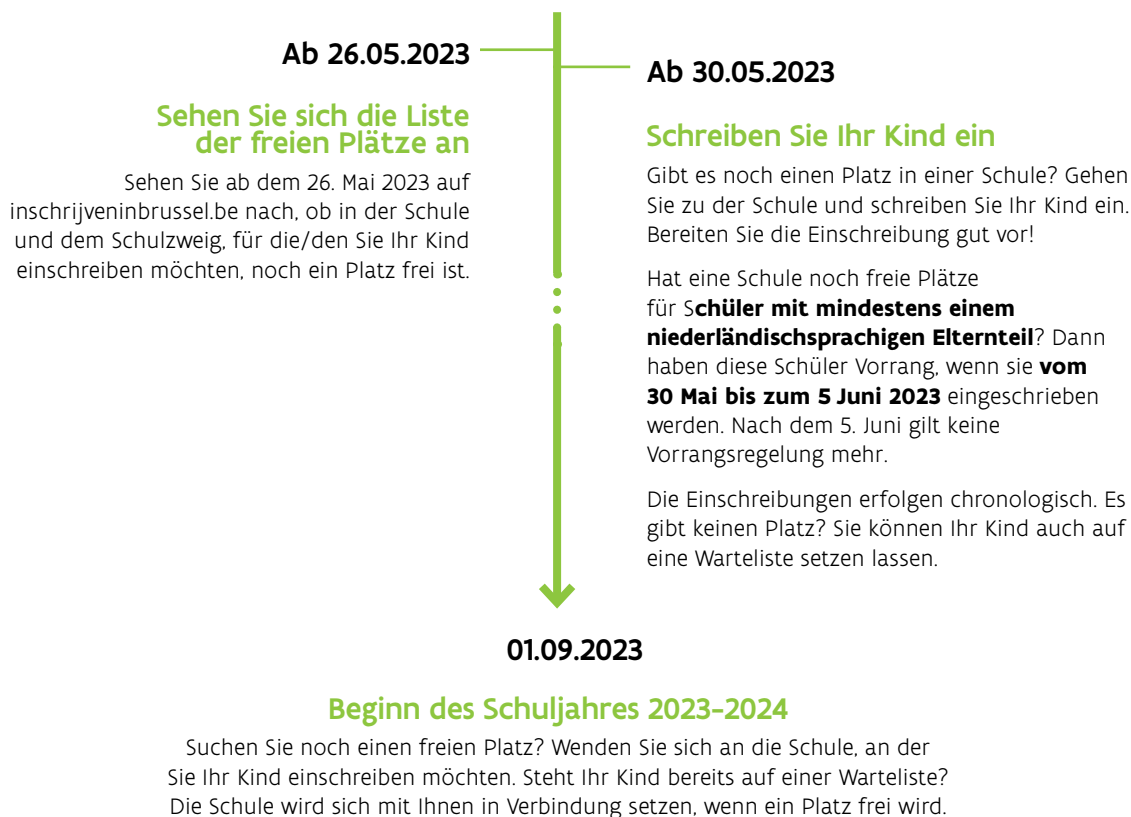 Ab 26.05.2023
Sehen Sie sich die Liste
der freien Plätze an
Sehen Sie ab dem 26. Mai 2023 auf
inschrijveninbrussel.be nach, ob in der Schule
und dem Schulzweig, für die/den Sie Ihr Kind
einschreiben möchten, noch ein Platz frei ist.
Ab 30.05.2023
Schreiben Sie Ihr Kind ein
Gibt es noch einen Platz in einer Schule? Gehen
Sie zu der Schule und schreiben Sie Ihr Kind ein.
Bereiten Sie die Einschreibung gut vor!
Hat eine Schule noch freie Plätze
für Schüler mit mindestens einem
niederländischsprachigen Elternteil? Dann
haben diese Schüler Vorrang, wenn sie vom
30 Mai bis zum 5 Juni 2023 eingeschrieben
werden. Nach dem 5. Juni gilt keine
Vorrangsregelung mehr.
Die Einschreibungen erfolgen chronologisch. Es
gibt keinen Platz? Sie können Ihr Kind auch auf
eine Warteliste setzen lassen.
01.09.2023
Beginn des Schuljahres 2023-2024
Suchen Sie noch einen freien Platz? Wenden Sie sich an die Schule, an der
Sie Ihr Kind einschreiben möchten. Steht Ihr Kind bereits auf einer Warteliste?
Die Schule wird sich mit Ihnen in Verbindung setzen, wenn ein Platz frei wird.